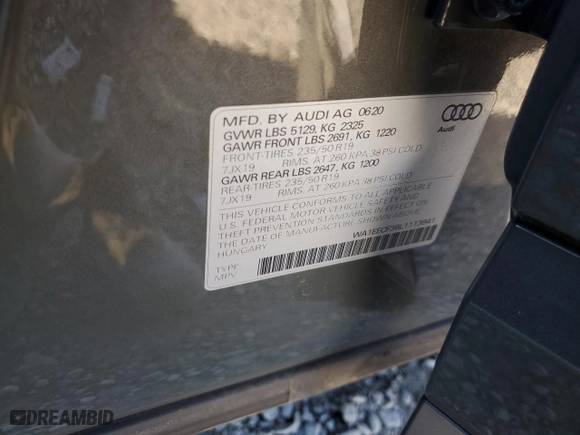 MFD. BY AUDI AG 06 20
GVWR LBS 5129, KG 2325
GAWR FRONT LBS 2691, KG 1220
FRONT-TIRES 235/50 R19
7JX19 RIMS, AT 260 KPA 38 PSI COLD
GAWR REAR LBS 2647, KG 1200
REAR-TIRES 235/50 R19
7JX19 RIMS, AT 260 KPA 38 PSI COLD
THIS VEHICLE CONFORMS TO ALL APPLICABLE
U.S. FEDERAL MOTOR VEHICLE SAFETY AND
THEFT PREVENTION STANDARDS IN EFFECT ON
THE DATE OF MANUFACTURE SHOWN ABOVE.
HUNGARY
WA1EECF36L1113941
TYPE
MPV
Audi
DREAMBID